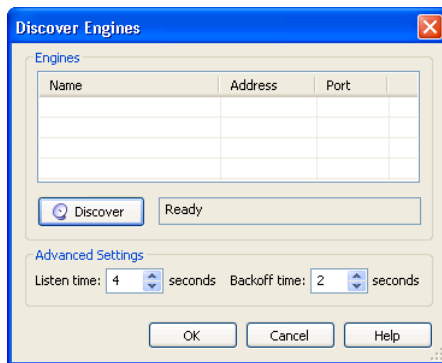 Discover Engines
Engines
Name Address Port
Discover Ready
Advanced Settings
Listen time: 4 seconds Backoff time: 2 seconds
OK Cancel Help